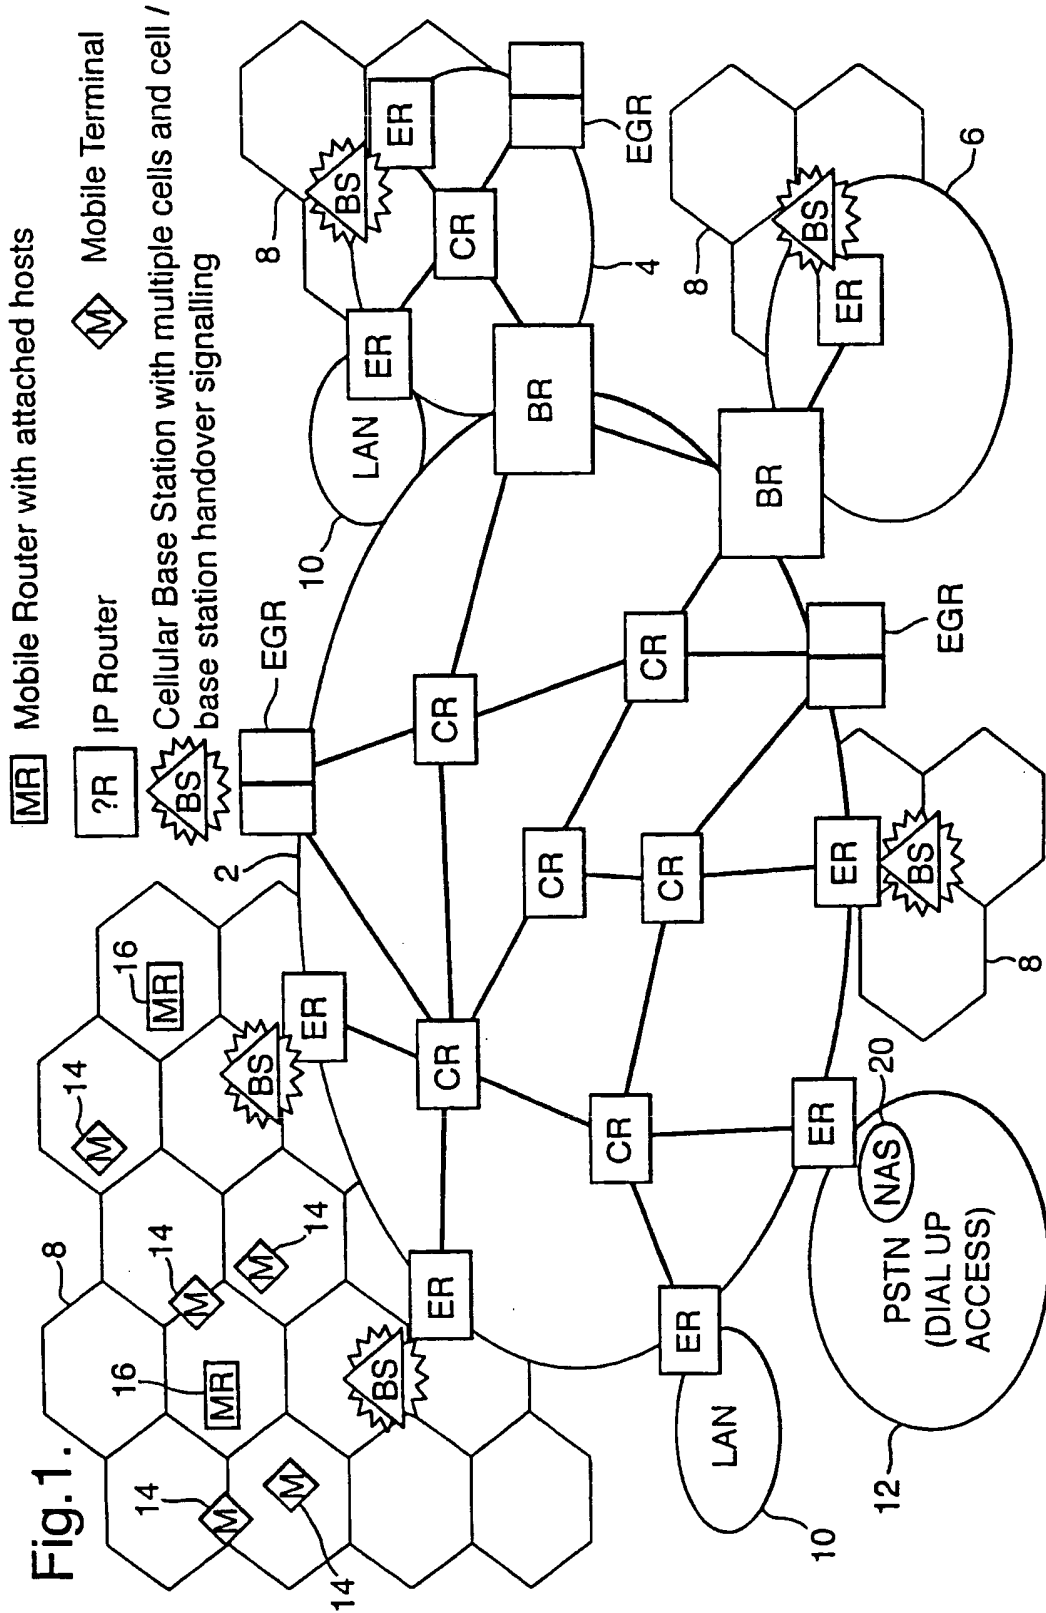 Fig.1.
MR Mobile Router with attached hosts
?R IP Router
M Mobile Terminal
BS Cellular Base Station with multiple cells and cell /
base station handover signalling
8
14
16
14
14
14
14
16
M
M
M
M
M
MR
MR
BS
BS
ER
ER
2
EGR
10
LAN
ER
8
BS
ER
CR
EGR
4
BR
CR
CR
CR
CR
CR
CR
BR
8
BS
ER
6
EGR
ER
BS
8
ER
20
NAS
PSTN
(DIAL UP
ACCESS)
12
ER
LAN
10